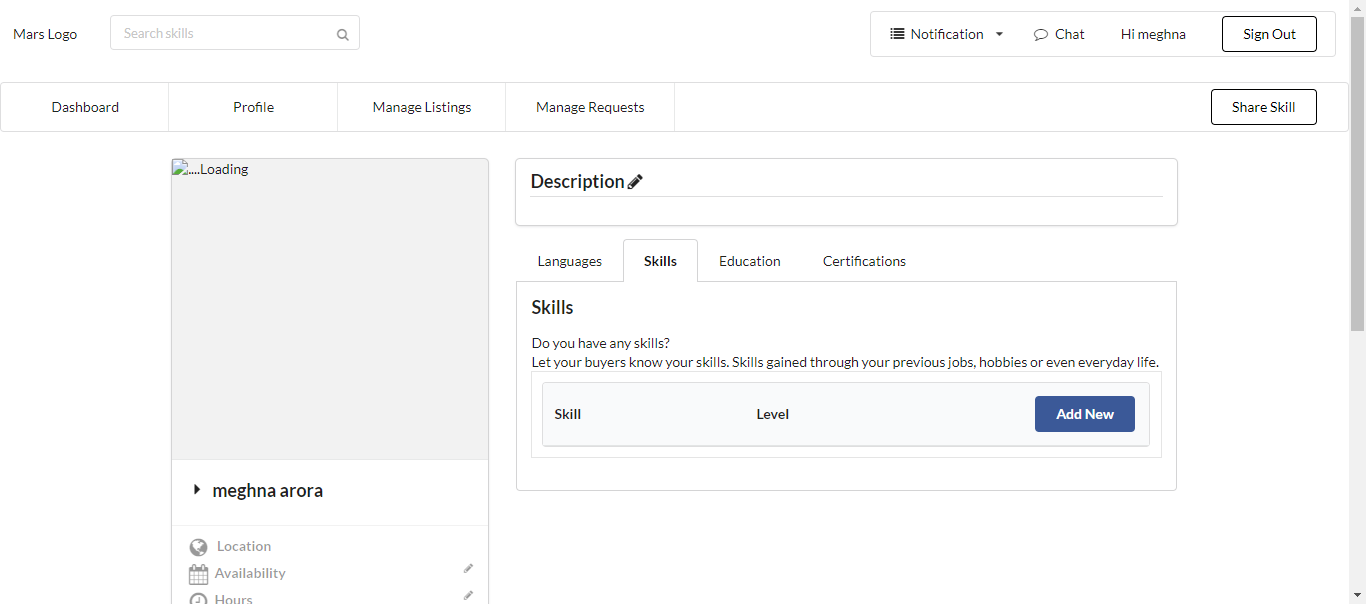 Mars Logo
Search skills
Notification
Chat
Hi meghna
Sign Out
Dashboard
Profile
Manage Listings
Manage Requests
Share Skill
....Loading
Description
Languages
Skills
Education
Certifications
Skills
Do you have any skills?
Let your buyers know your skills. Skills gained through your previous jobs, hobbies or even everyday life.
Skill
Level
Add New
meghna arora
Location
Availability
Hours